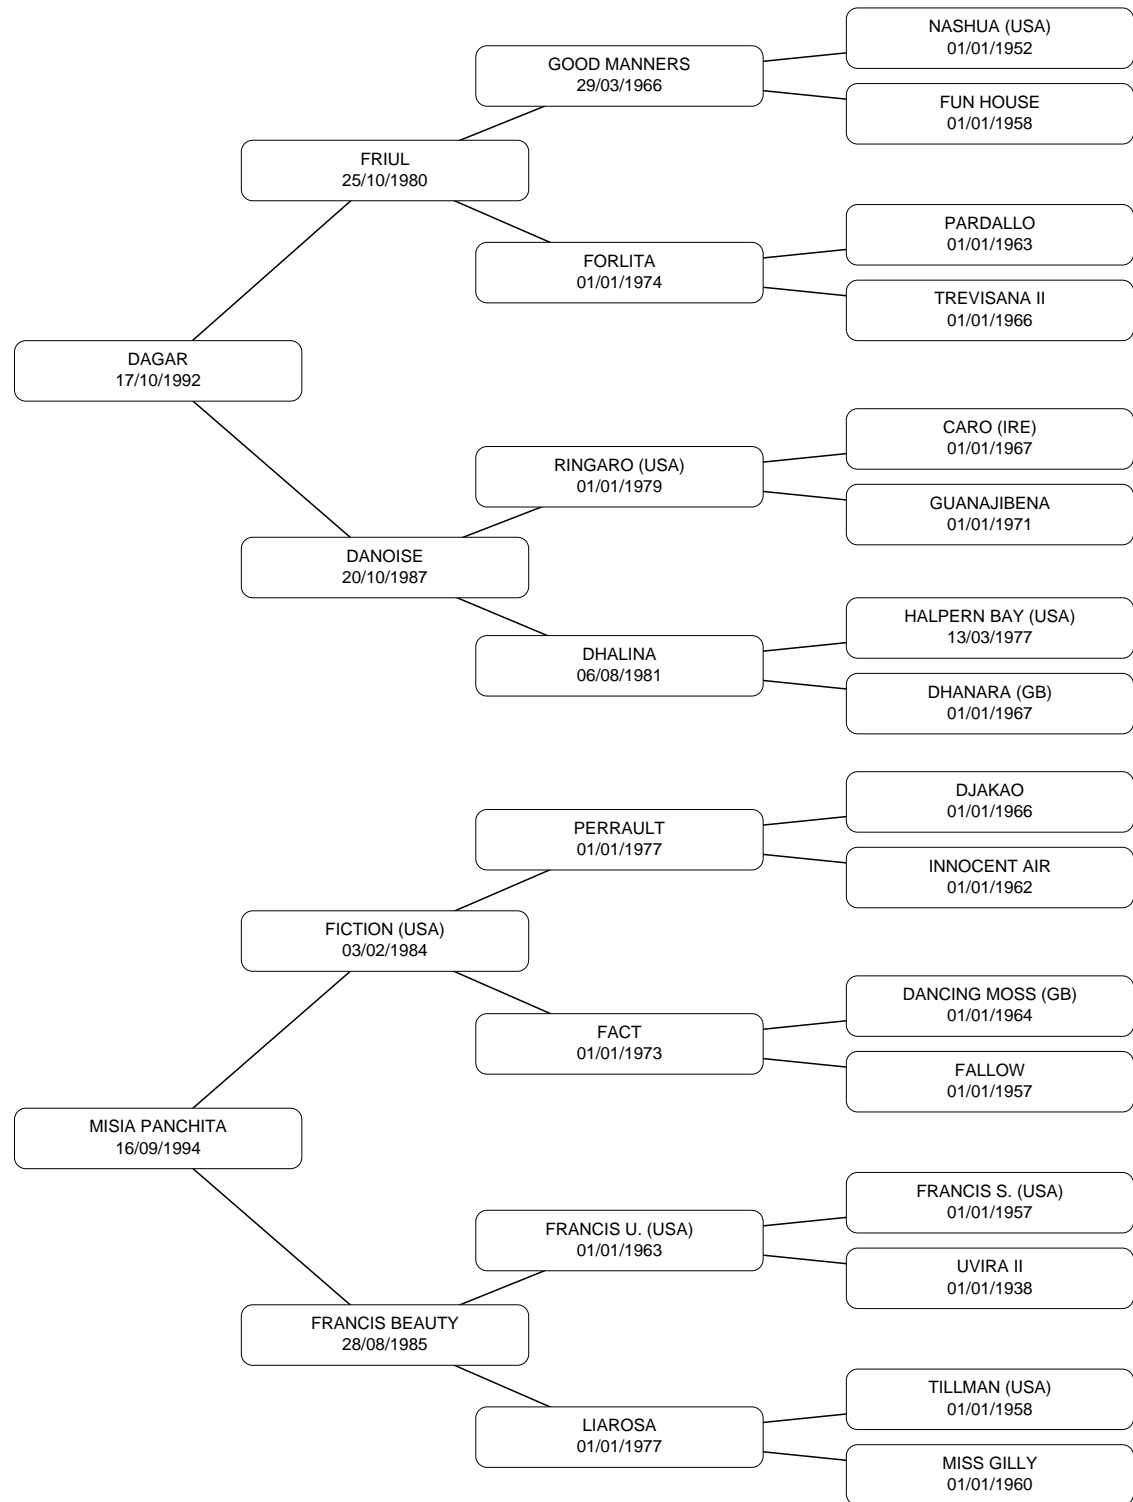 NASHUA (USA)
01/01/1952
GOOD MANNERS
29/03/1966
FUN HOUSE
01/01/1958
FRIUL
25/10/1980
PARDALLO
01/01/1963
FORLITA
01/01/1974
TREVISANA II
01/01/1966
DAGAR
17/10/1992
CARO (IRE)
01/01/1967
RINGARO (USA)
01/01/1979
GUANAJIBENA
01/01/1971
DANOISE
20/10/1987
HALPERN BAY (USA)
13/03/1977
DHALINA
06/08/1981
DHANARA (GB)
01/01/1967
DJAKAO
01/01/1966
PERRAULT
01/01/1977
INNOCENT AIR
01/01/1962
FICTION (USA)
03/02/1984
DANCING MOSS (GB)
01/01/1964
FACT
01/01/1973
FALLOW
01/01/1957
MISIA PANCHITA
16/09/1994
FRANCIS S. (USA)
01/01/1957
FRANCIS U. (USA)
01/01/1963
UVIRA II
01/01/1938
FRANCIS BEAUTY
28/08/1985
TILLMAN (USA)
01/01/1958
LIAROSA
01/01/1977
MISS GILLY
01/01/1960